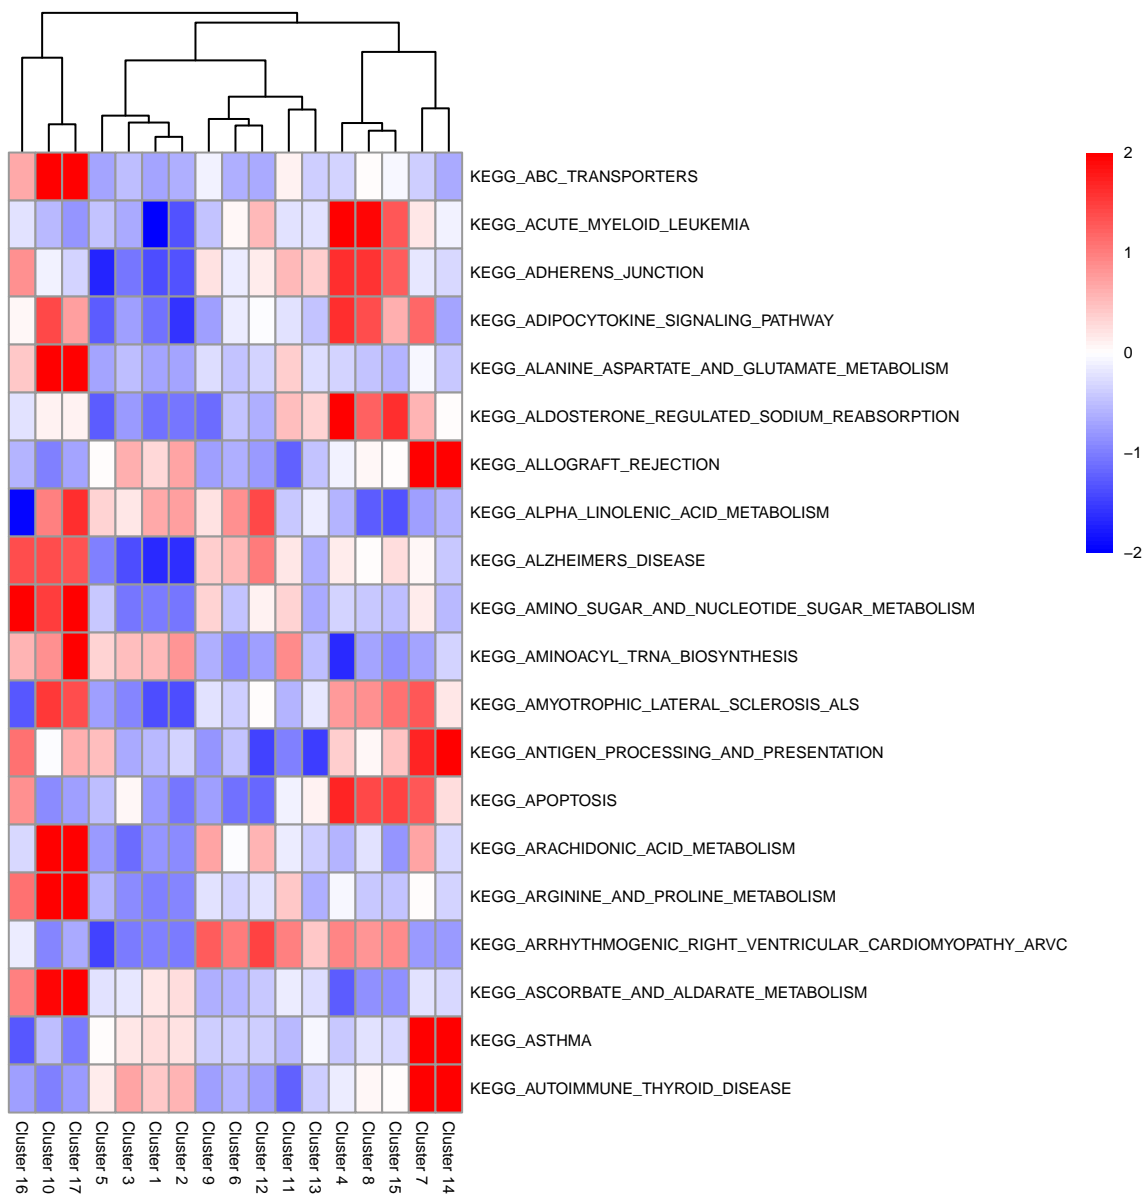 KEGG_ABC_TRANSPORTERS
KEGG_ACUTE_MYELOID_LEUKEMIA
KEGG_ADHERENS_JUNCTION
KEGG_ADIPOCYTOKINE_SIGNALING_PATHWAY
KEGG_ALANINE_ASPARTATE_AND_GLUTAMATE_METABOLISM
KEGG_ALDOSTERONE_REGULATED_SODIUM_REABSORPTION
KEGG_ALLOGRAFT_REJECTION
KEGG_ALPHA_LINOLENIC_ACID_METABOLISM
KEGG_ALZHEIMERS_DISEASE
KEGG_AMINO_SUGAR_AND_NUCLEOTIDE_SUGAR_METABOLISM
KEGG_AMINOACYL_TRNA_BIOSYNTHESIS
KEGG_AMYOTROPHIC_LATERAL_SCLEROSIS_ALS
KEGG_ANTIGEN_PROCESSING_AND_PRESENTATION
KEGG_APOPTOSIS
KEGG_ARACHIDONIC_ACID_METABOLISM
KEGG_ARGININE_AND_PROLINE_METABOLISM
KEGG_ARRHYTHMOGENIC_RIGHT_VENTRICULAR_CARDIOMYOPATHY_ARVC
KEGG_ASCORBATE_AND_ALDARATE_METABOLISM
KEGG_ASTHMA
KEGG_AUTOIMMUNE_THYROID_DISEASE
Cluster 16
Cluster 10
Cluster 17
Cluster 5
Cluster 3
Cluster 1
Cluster 2
Cluster 9
Cluster 6
Cluster 12
Cluster 11
Cluster 13
Cluster 4
Cluster 8
Cluster 15
Cluster 7
Cluster 14
2
1
0
−1
−2